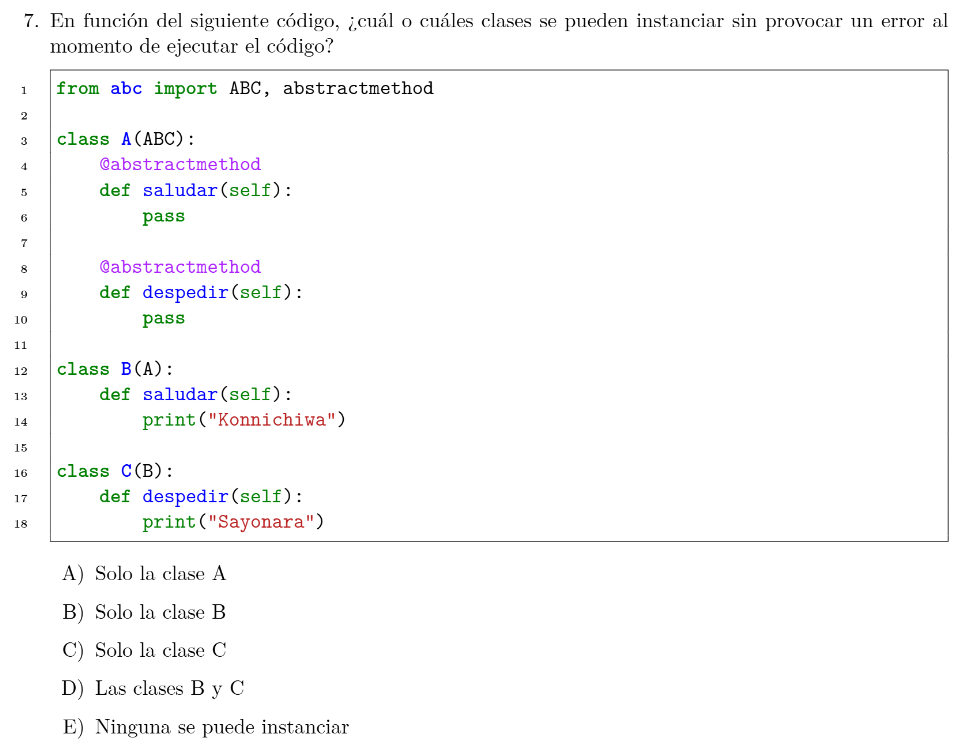 7. En función del siguiente código, ¿cuál o cuáles clases se pueden instanciar sin provocar un error al
momento de ejecutar el código?
1 from abc import ABC, abstractmethod
2
3 class A(ABC):
4     @abstractmethod
5     def saludar(self):
6         pass
7
8     @abstractmethod
9     def despedir(self):
10         pass
11
12 class B(A):
13     def saludar(self):
14         print("Konnichiwa")
15
16 class C(B):
17     def despedir(self):
18         print("Sayonara")
A) Solo la clase A
B) Solo la clase B
C) Solo la clase C
D) Las clases B y C
E) Ninguna se puede instanciar